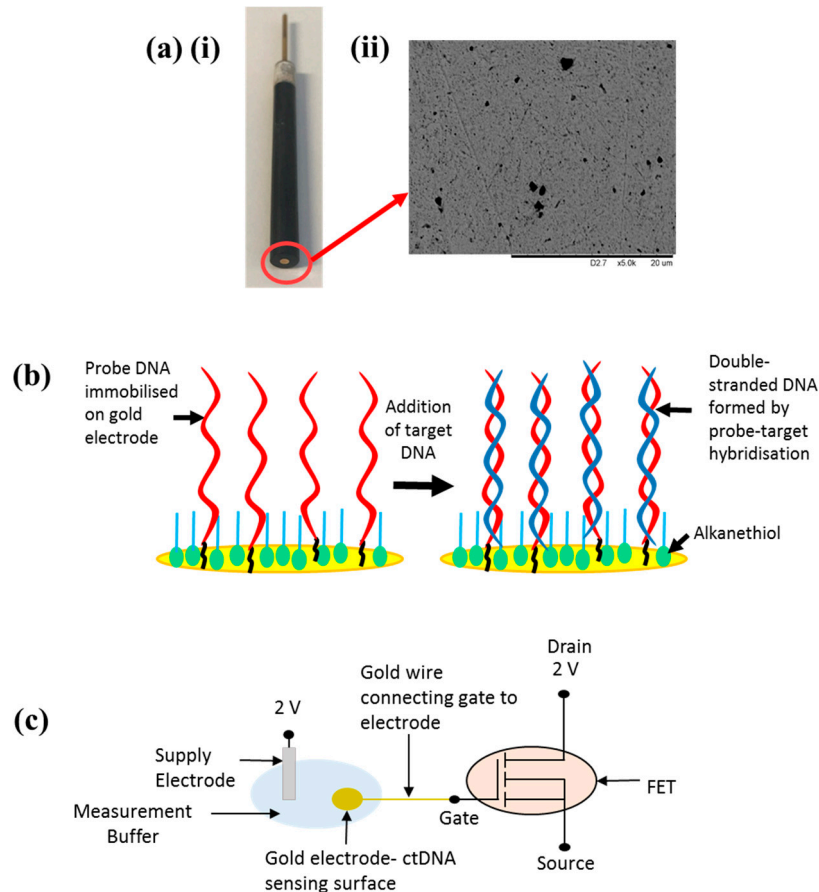 (a) (i)
(ii)
D2.7 x5.0k 20 um
(b)
Probe DNA
immobilised
on gold
electrode
Addition
of target
DNA
Double-
stranded DNA
formed by
probe-target
hybridisation
Alkanethiol
(c)
2 V
Supply
Electrode
Measurement
Buffer
Gold electrode- ctDNA
sensing surface
Gold wire
connecting gate to
electrode
Gate
Drain
2 V
FET
Source